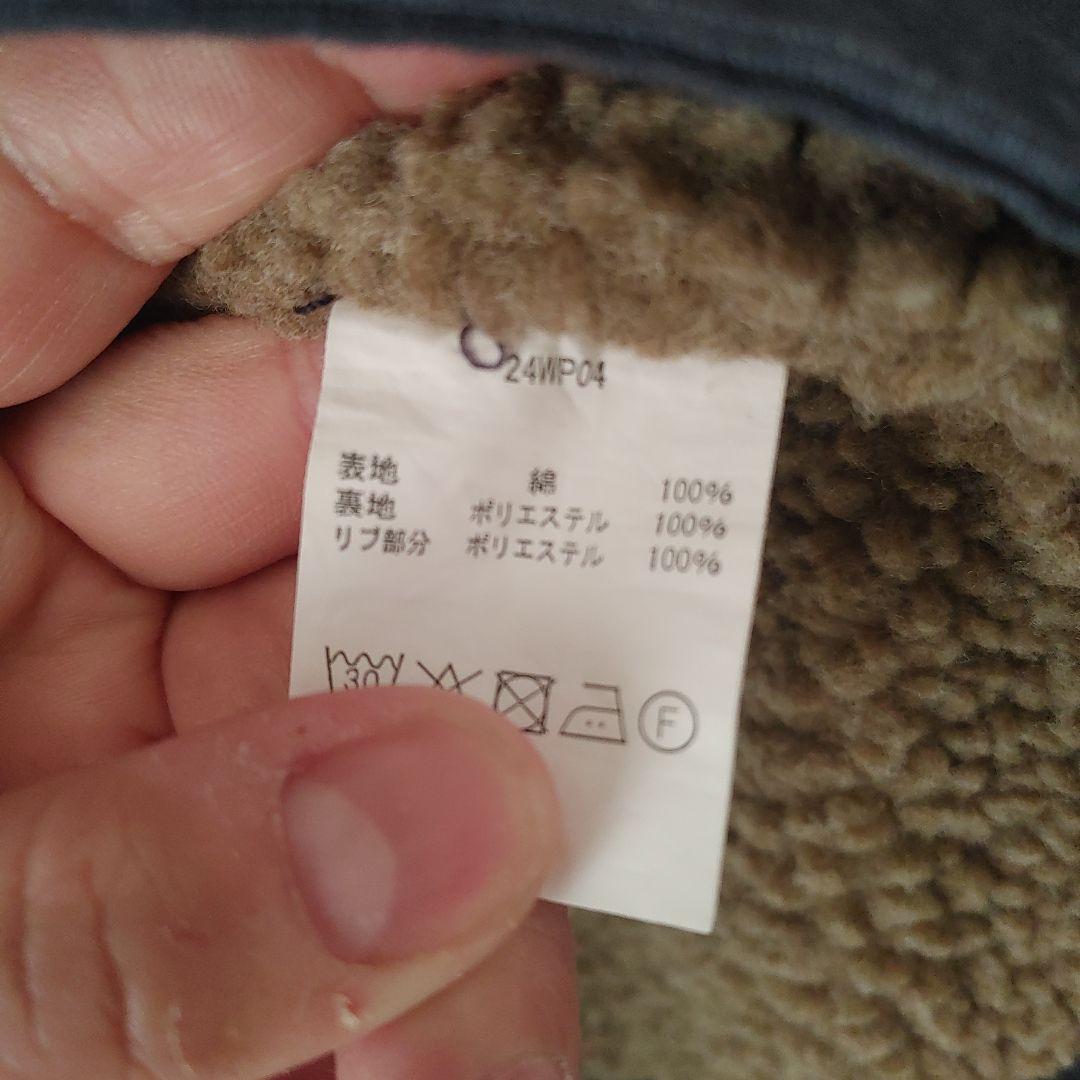 24WP04
表地 綿 100%
裏地 ポリエステル 100%
リブ部分 ポリエステル 100%
30 F